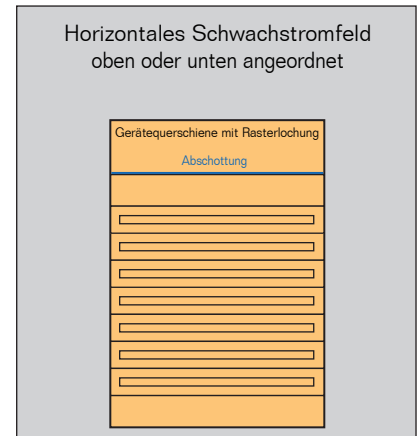 Horizontales Schwachstromfeld
oben oder unten angeordnet
Gerätequerschiene mit Rasterlochung
Abschottung